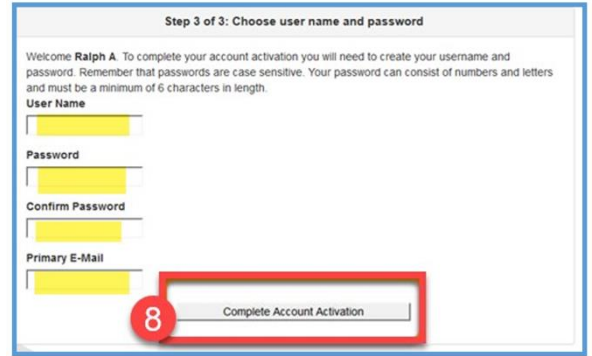 Step 3 of 3: Choose user name and password
Welcome Ralph A. To complete your account activation you will need to create your username and
password. Remember that passwords are case sensitive. Your password can consist of numbers and letters
and must be a minimum of 6 characters in length.
User Name
Password
Confirm Password
Primary E-Mail
8
Complete Account Activation